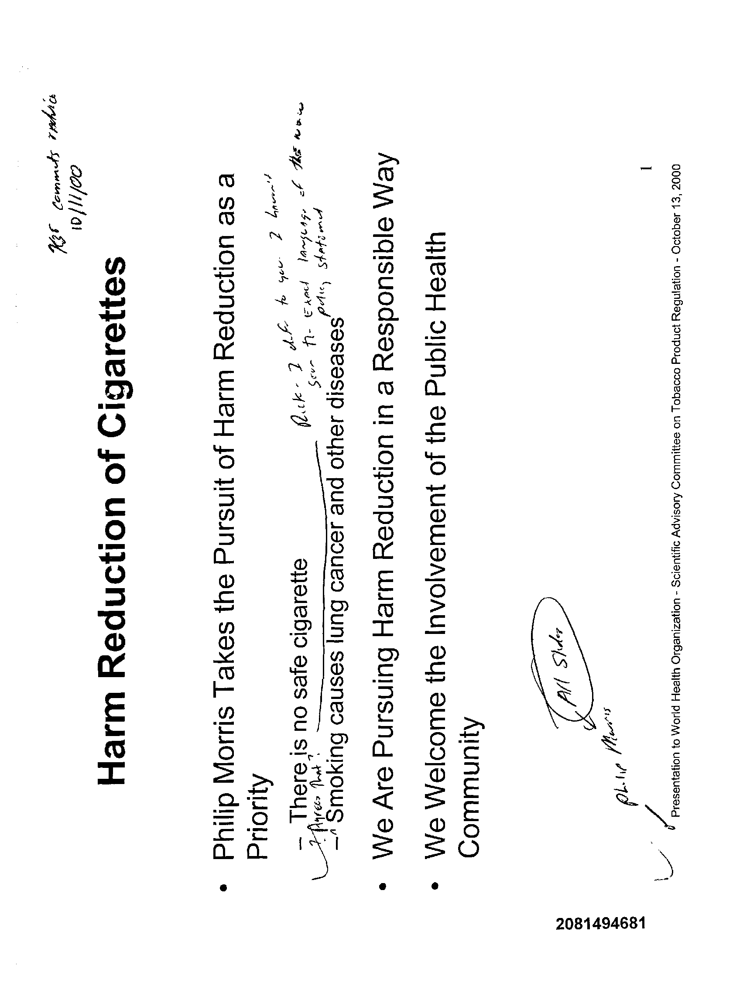 comments
10/11/00
Harm Reduction of Cigarettes
• Philip Morris Takes the Pursuit of Harm Reduction as a
Priority
Rick - I defer to you I haven't
seen the exact language of the new
policy statement
– There is no safe cigarette
? Agrees that?
– Smoking causes lung cancer and other diseases
• We Are Pursuing Harm Reduction in a Responsible Way
• We Welcome the Involvement of the Public Health
Community
All Slides
Philip Morris
Presentation to World Health Organization - Scientific Advisory Committee on Tobacco Product Regulation - October 13, 2000
1
2081494681